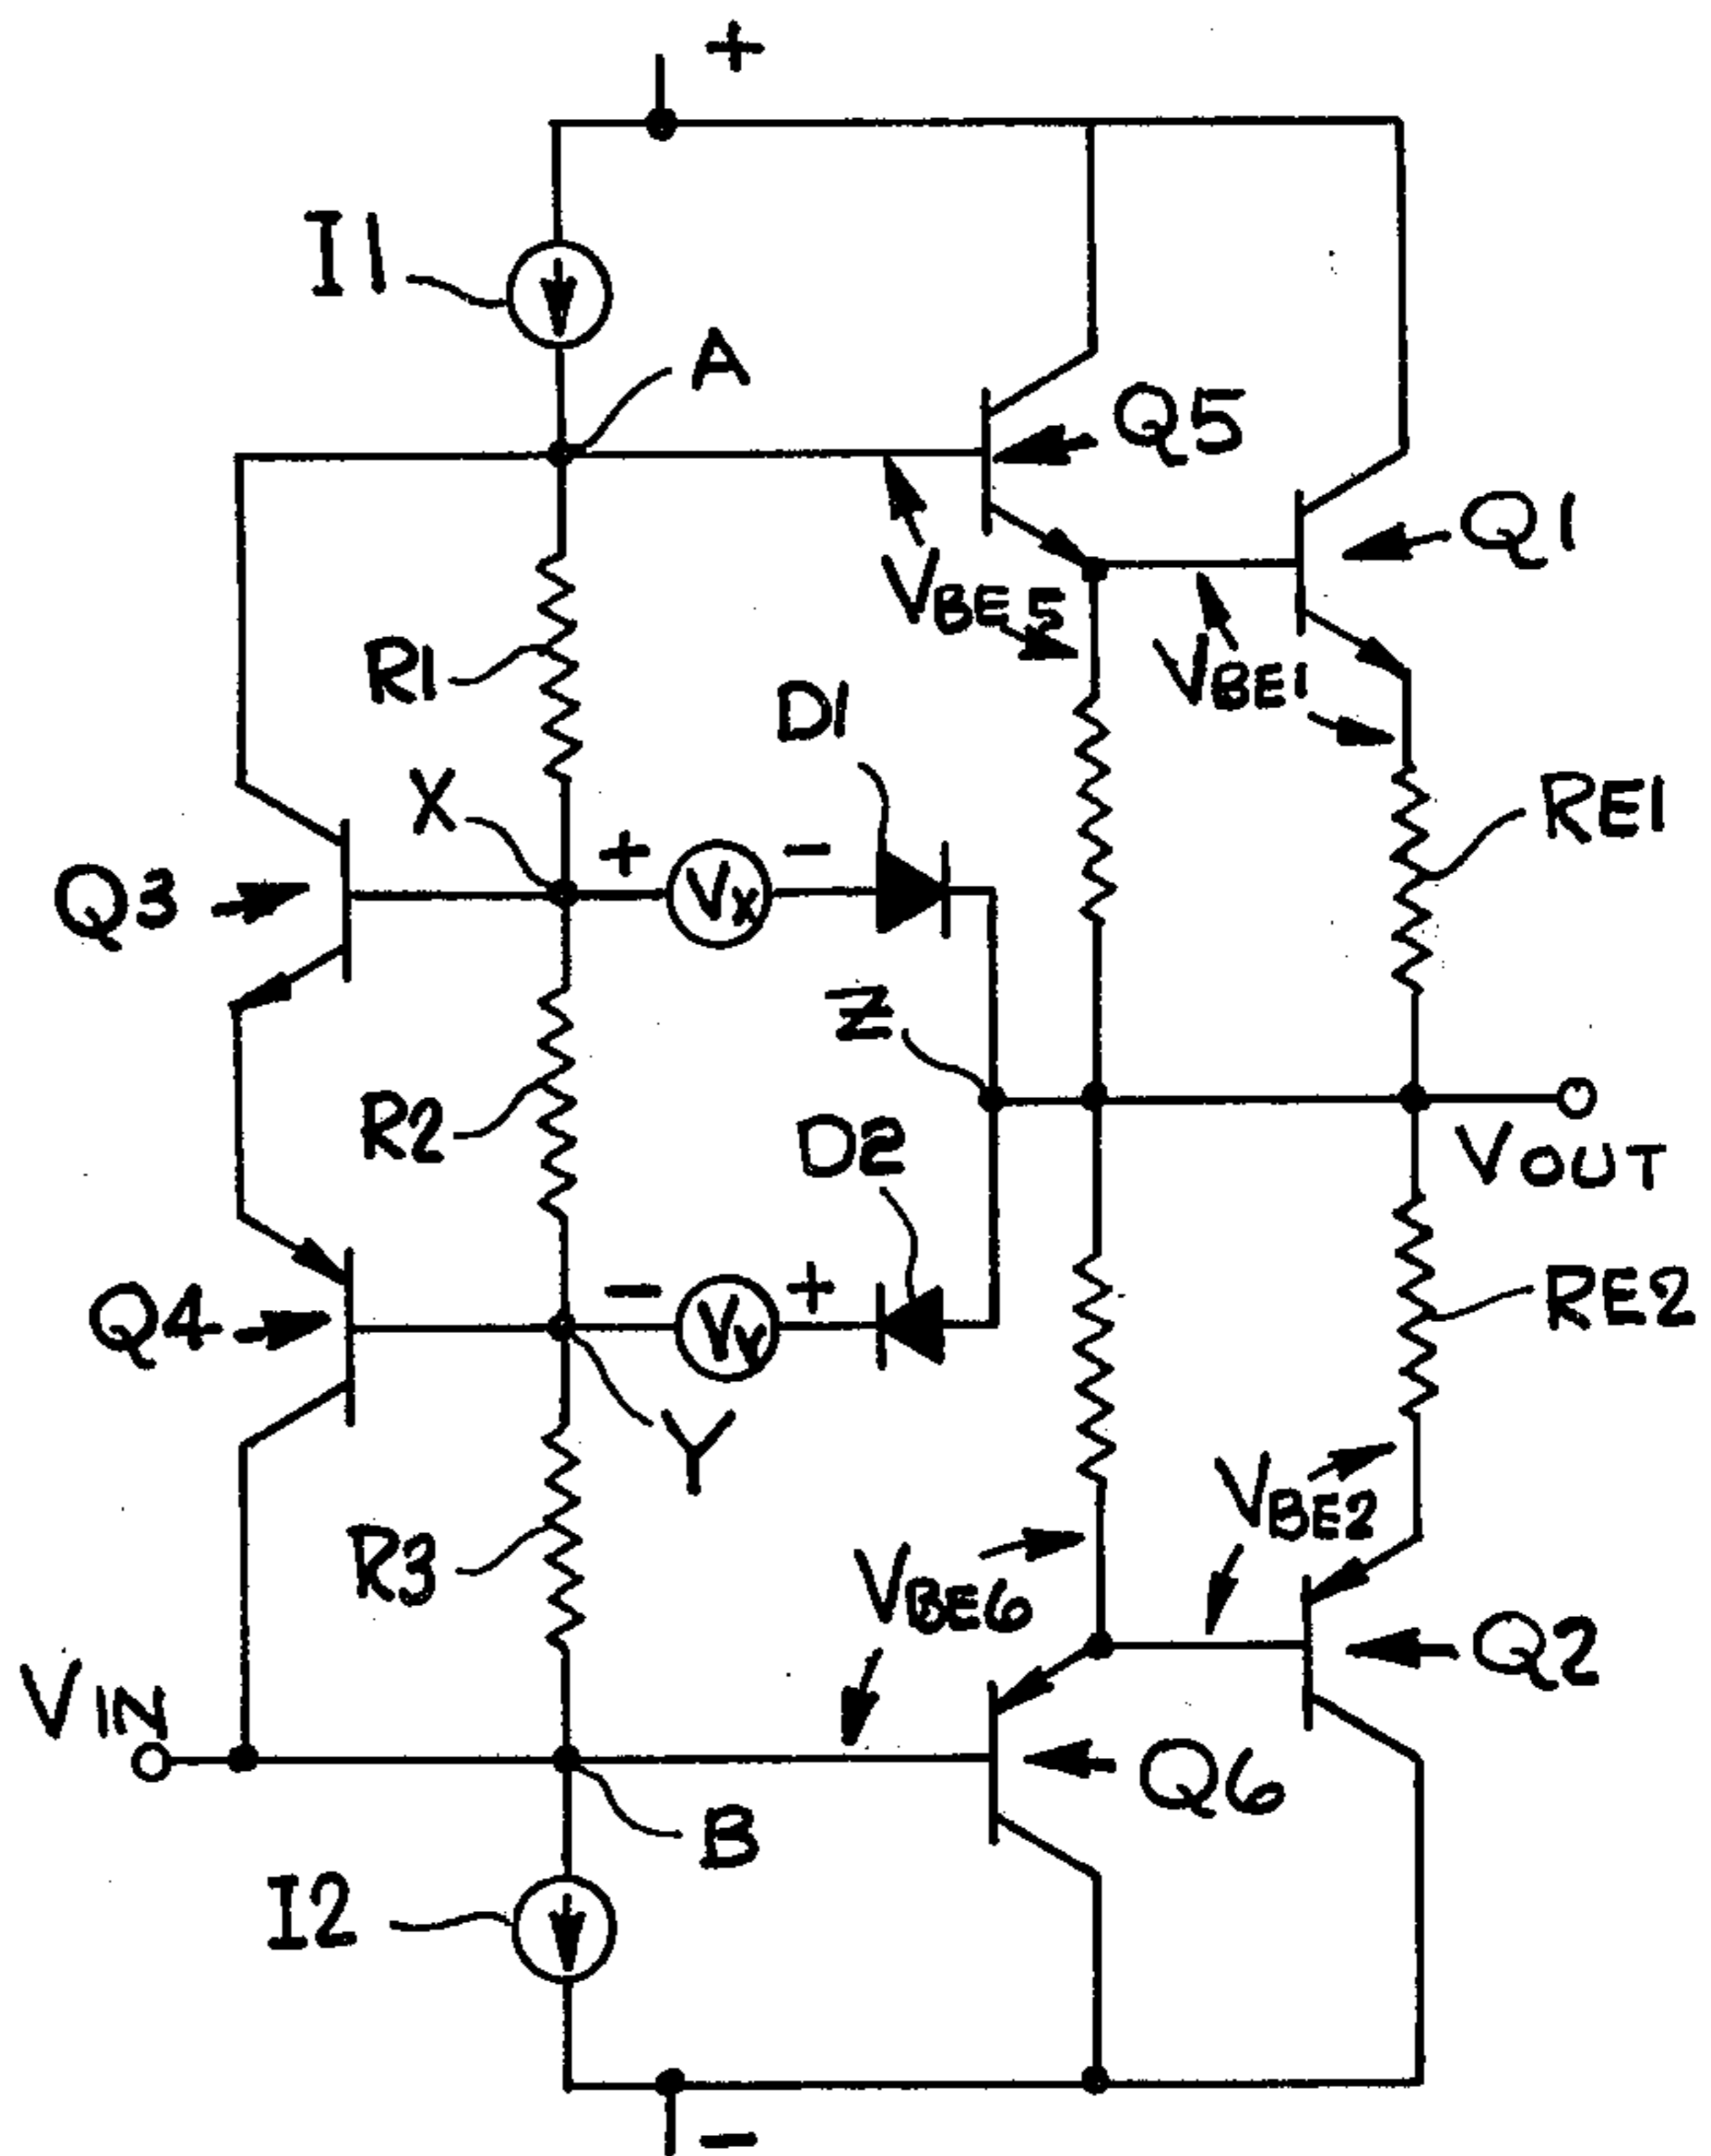 +
I1
A
Q5
Q1
VBE5
VBE1
R1
D1
X
+
-
VX
RE1
Q3
Z
R2
D2
VOUT
-
+
VY
RE2
Q4
Y
VBE2
R3
VBE6
Q2
VIN
Q6
B
I2
-